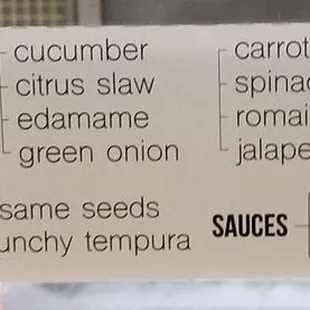 cucumber
citrus slaw
edamame
green onion
carrot
spinac
romai
jalape
same seeds
unchy tempura
SAUCES